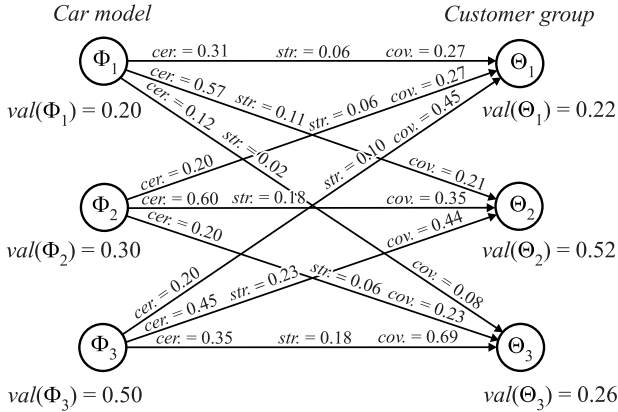 Car model Customer group
Φ1 cer. = 0.31 str. = 0.06 cov. = 0.27 Θ1
cer. = 0.57 str. = 0.11 cov. = 0.21
cer. = 0.12 str. = 0.02 cov. = 0.08
val(Φ1) = 0.20 val(Θ1) = 0.22
cer. = 0.20 str. = 0.06 cov. = 0.27
Φ2 cer. = 0.60 str. = 0.18 cov. = 0.35 Θ2
cer. = 0.20 str. = 0.06 cov. = 0.23
val(Φ2) = 0.30 val(Θ2) = 0.52
cer. = 0.20 str. = 0.10 cov. = 0.45
cer. = 0.45 str. = 0.23 cov. = 0.44
Φ3 cer. = 0.35 str. = 0.18 cov. = 0.69 Θ3
val(Φ3) = 0.50 val(Θ3) = 0.26